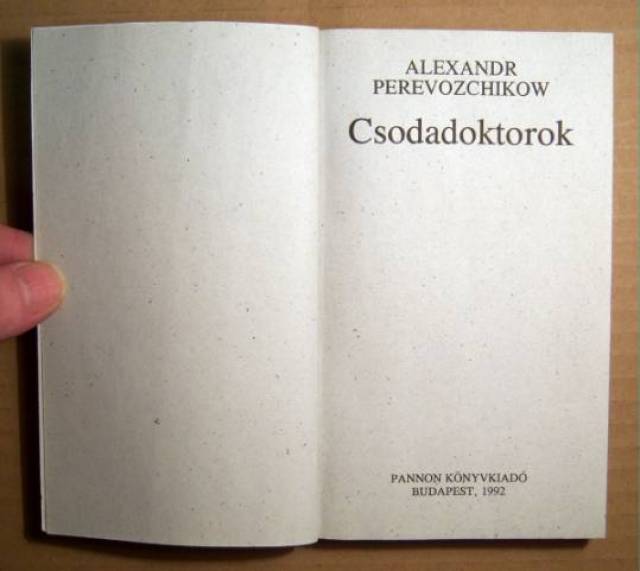 ALEXANDR
PEREVOZCHIKOW
Csodadoktorok
PANNON KÖNYVKIADÓ
BUDAPEST, 1992